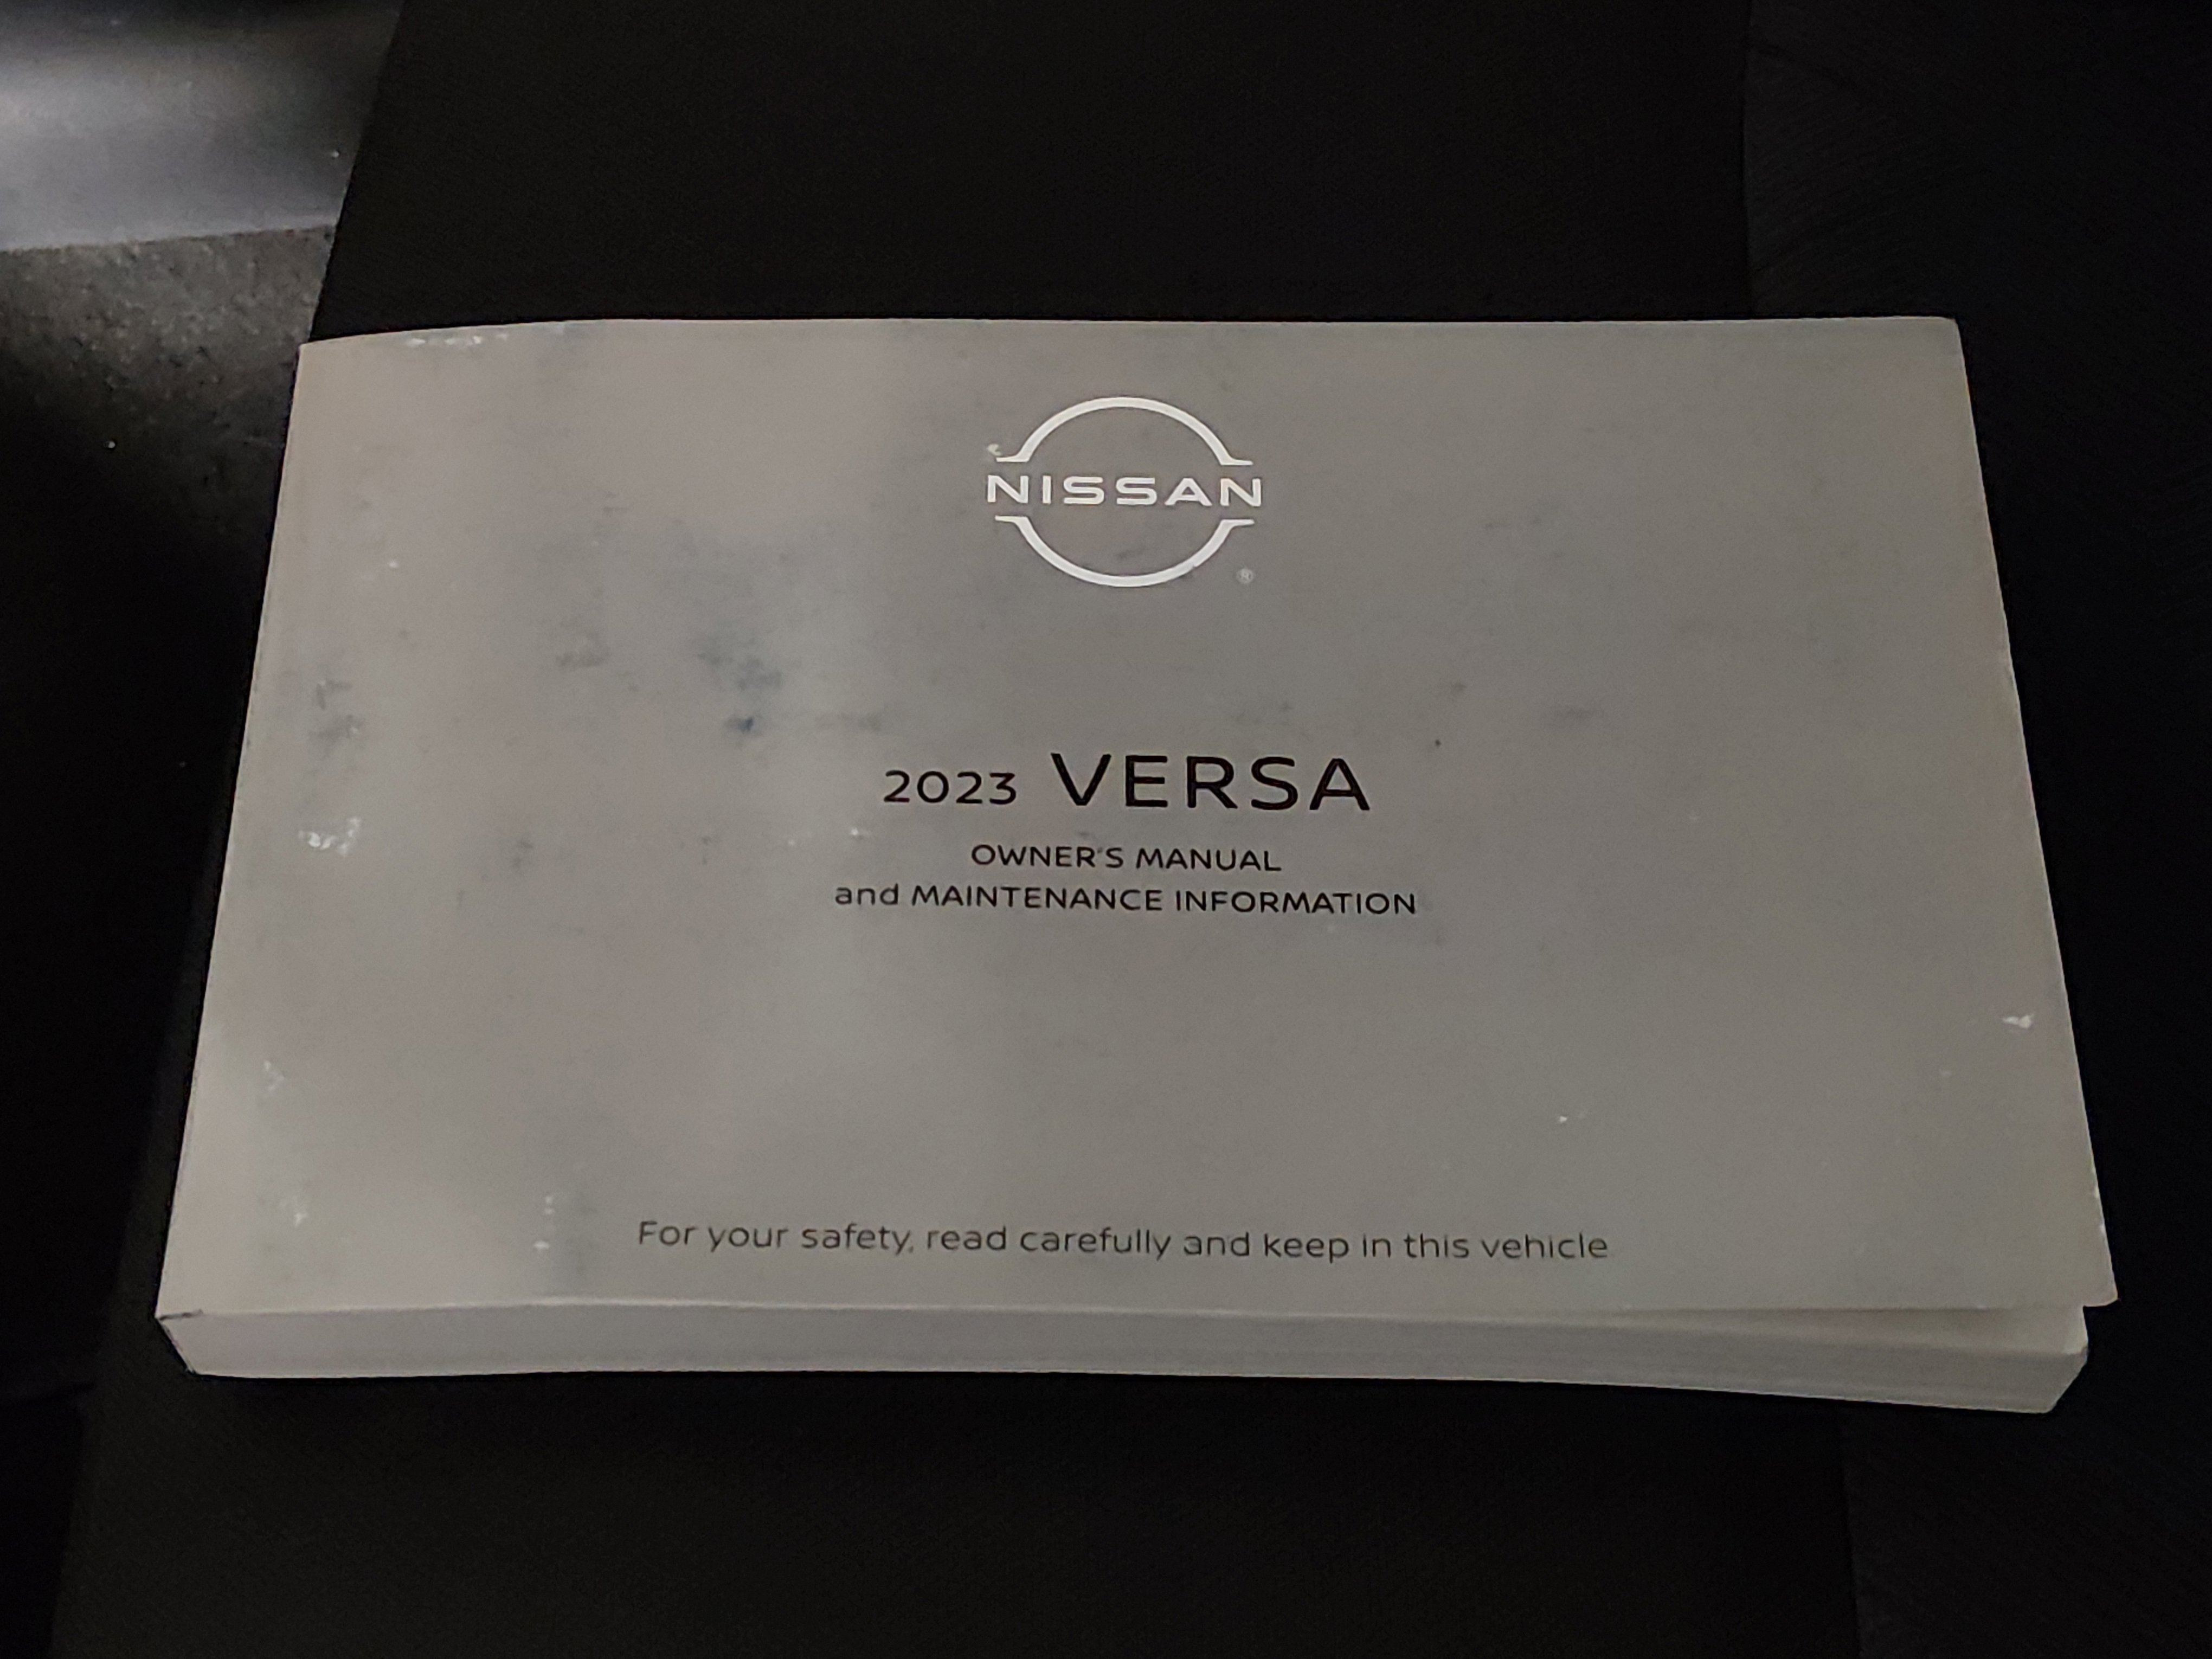 NISSAN
®
2023 VERSA
OWNER'S MANUAL
and MAINTENANCE INFORMATION
For your safety, read carefully and keep in this vehicle